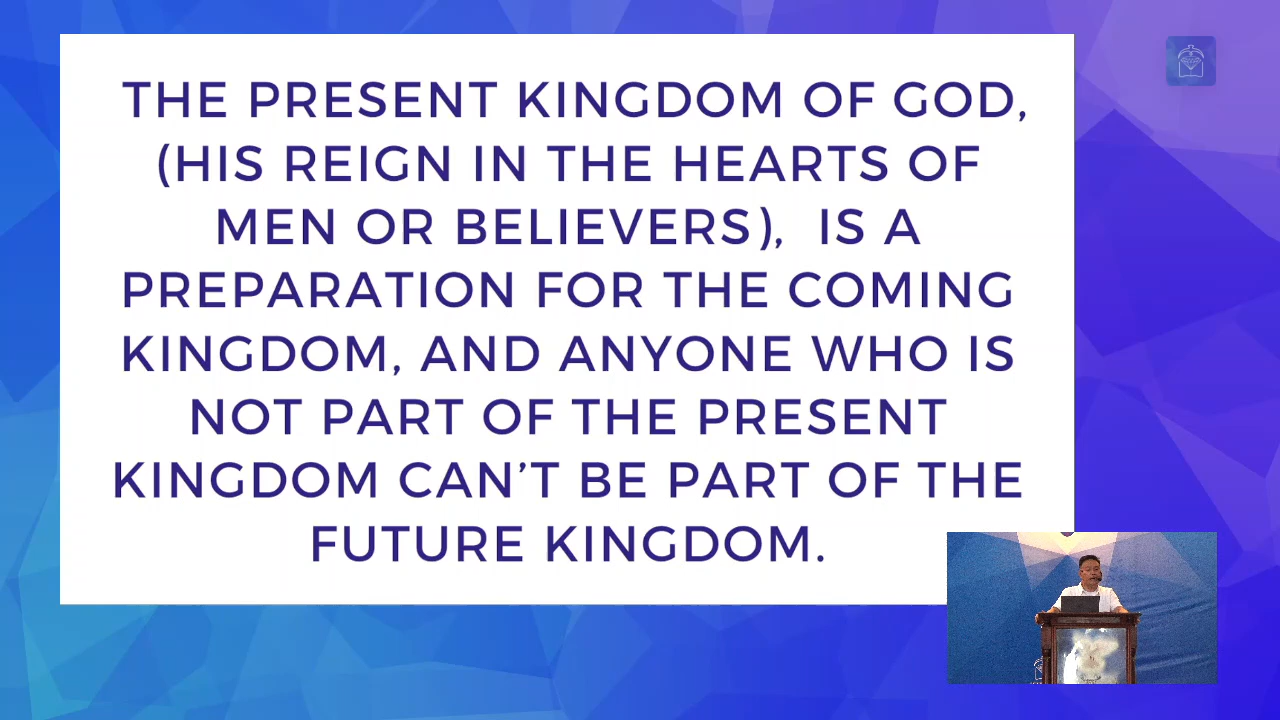 THE PRESENT KINGDOM OF GOD,
(HIS REIGN IN THE HEARTS OF
MEN OR BELIEVERS), IS A
PREPARATION FOR THE COMING
KINGDOM, AND ANYONE WHO IS
NOT PART OF THE PRESENT
KINGDOM CAN’T BE PART OF THE
FUTURE KINGDOM.